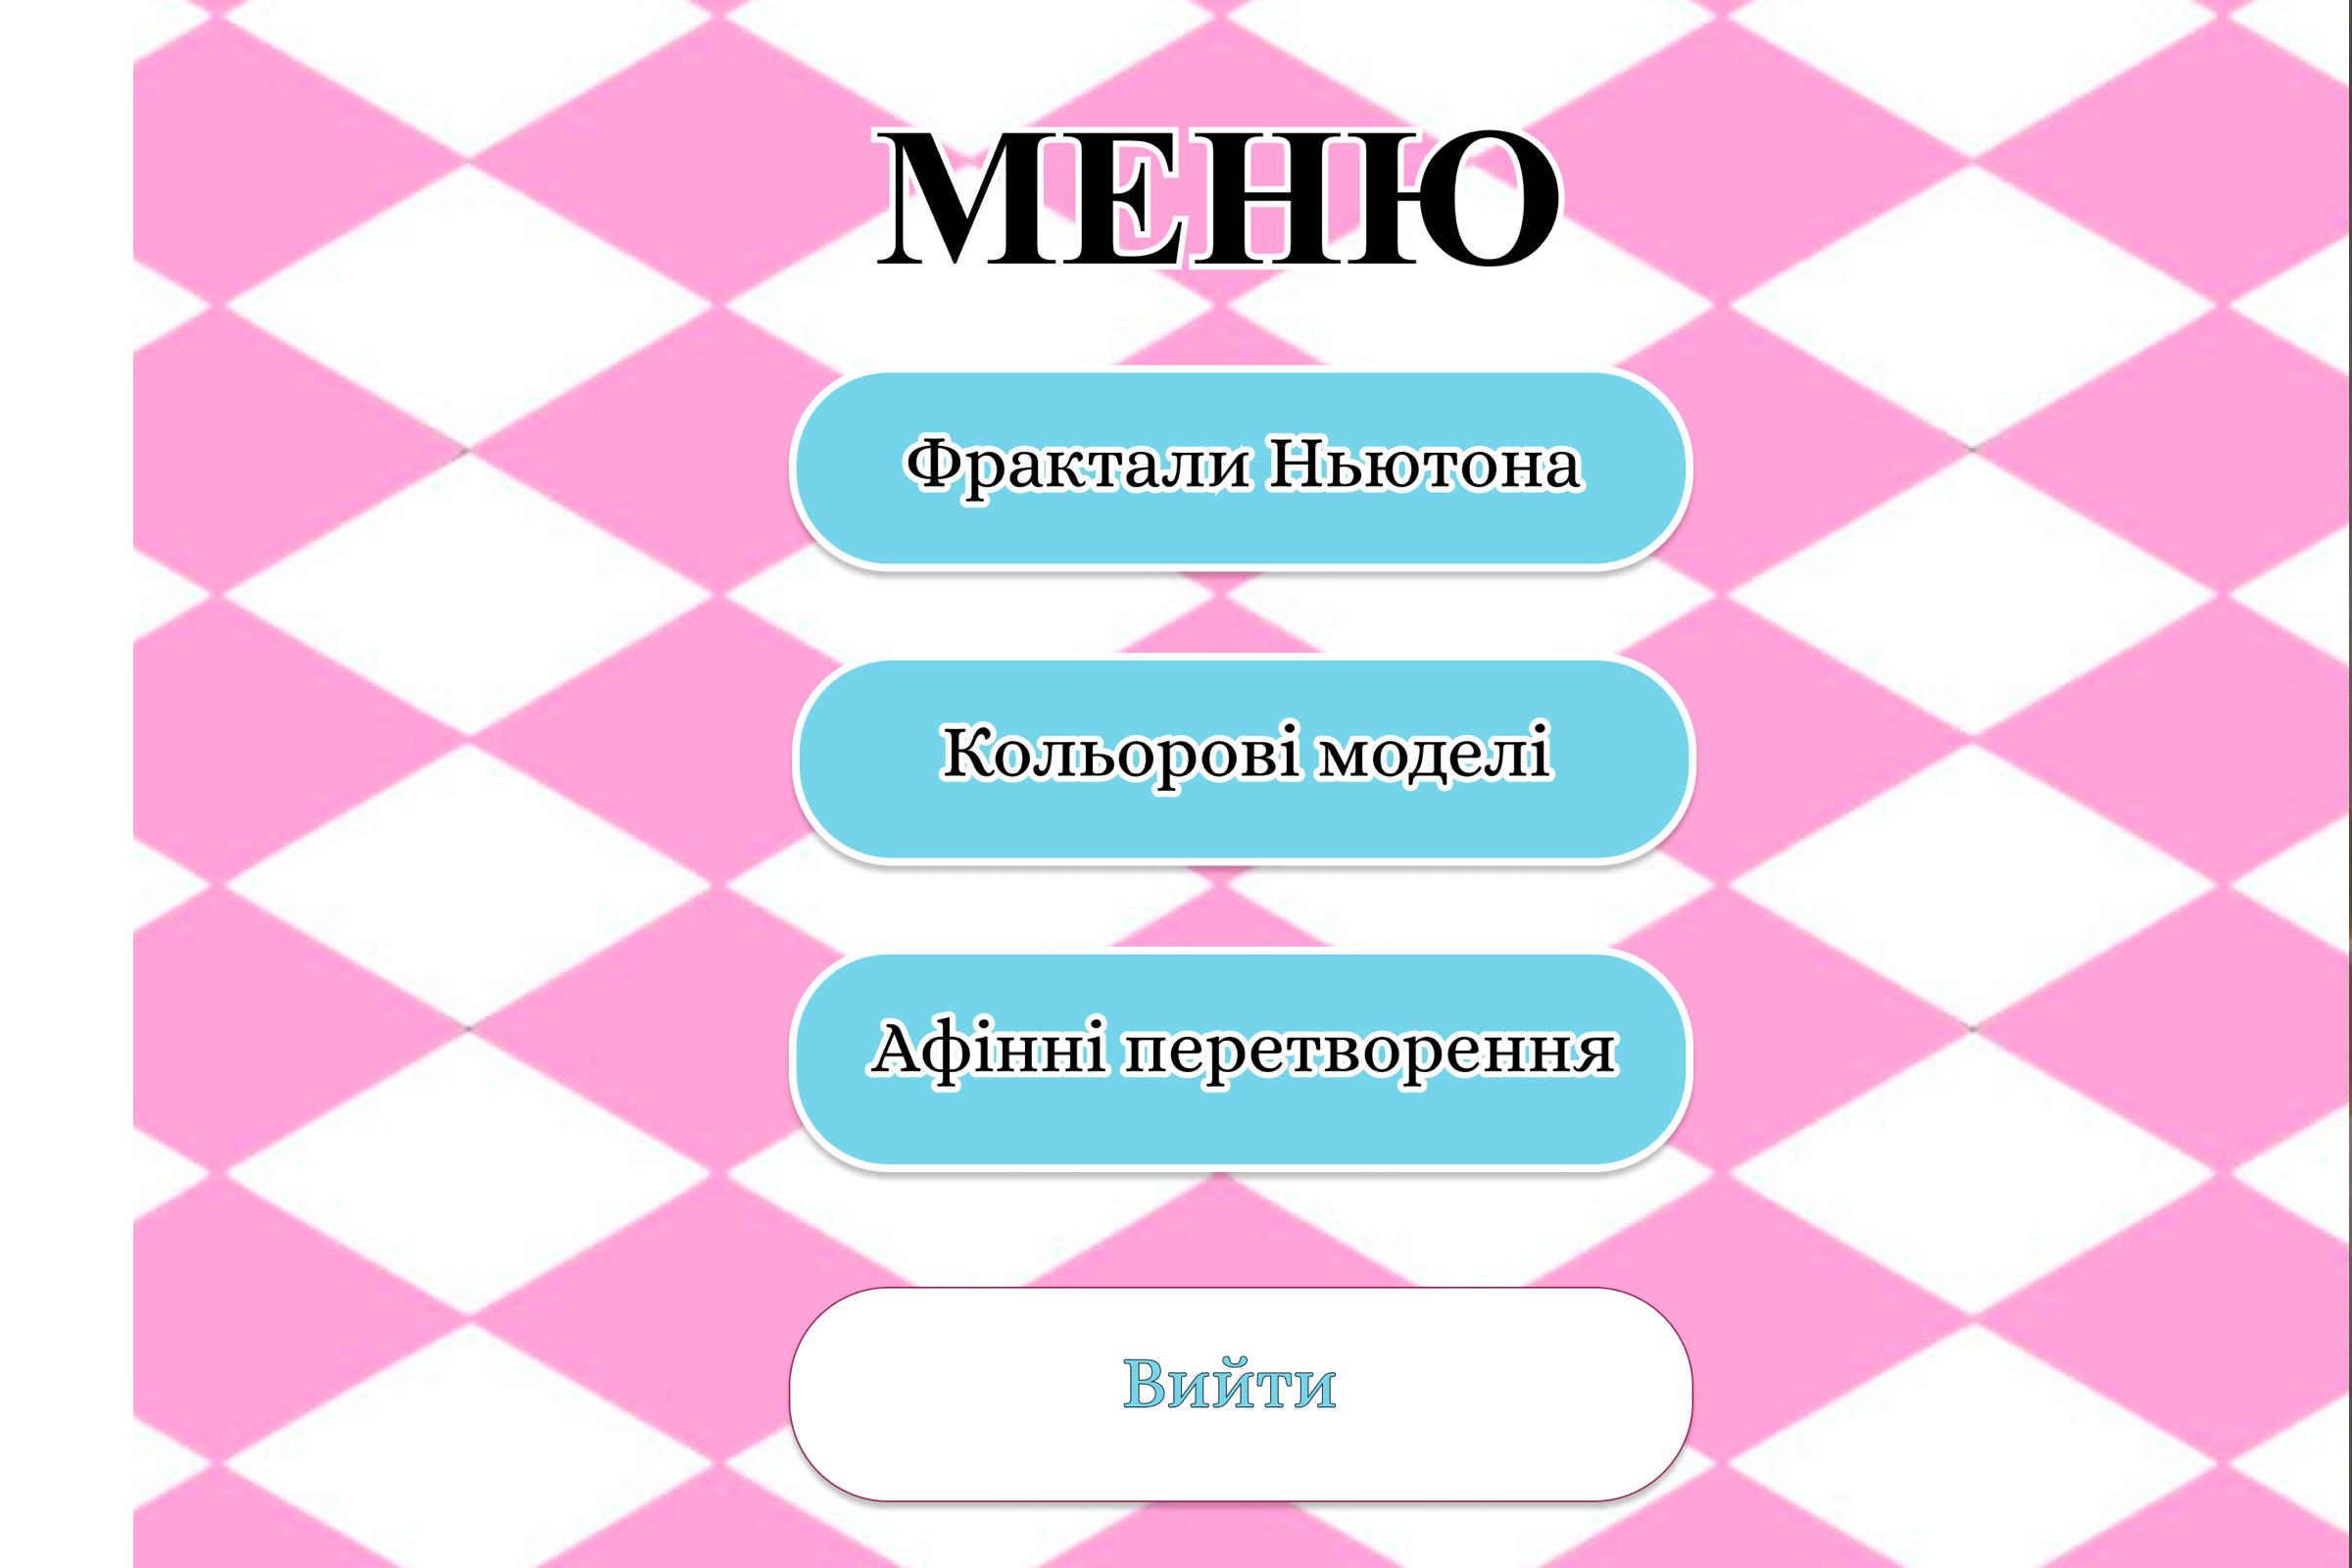 МЕНЮ
Фрактали Ньютона
Кольорові моделі
Афінні перетворення
Вийти